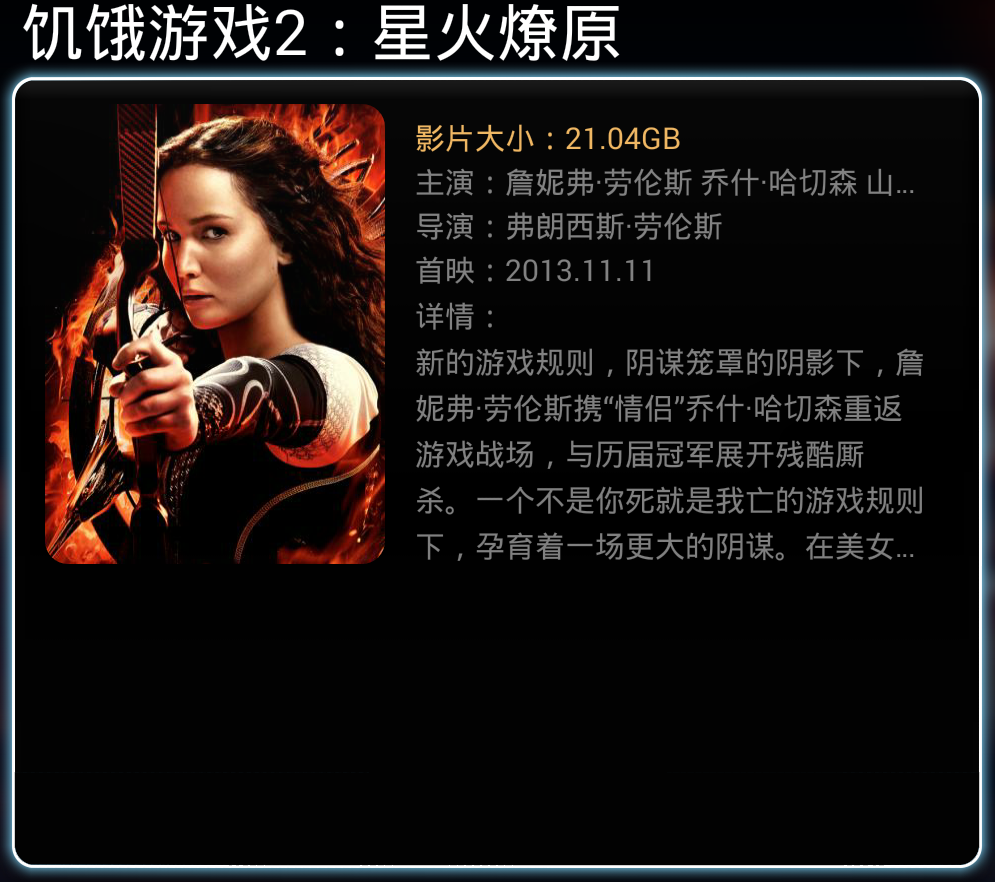 饥饿游戏2：星火燎原
影片大小：21.04GB
主演：詹妮弗·劳伦斯 乔什·哈切森 山...
导演：弗朗西斯·劳伦斯
首映：2013.11.11
详情：
新的游戏规则，阴谋笼罩的阴影下，詹
妮弗·劳伦斯携“情侣”乔什·哈切森重返
游戏战场，与历届冠军展开残酷厮
杀。一个不是你死就是我亡的游戏规则
下，孕育着一场更大的阴谋。在美女...